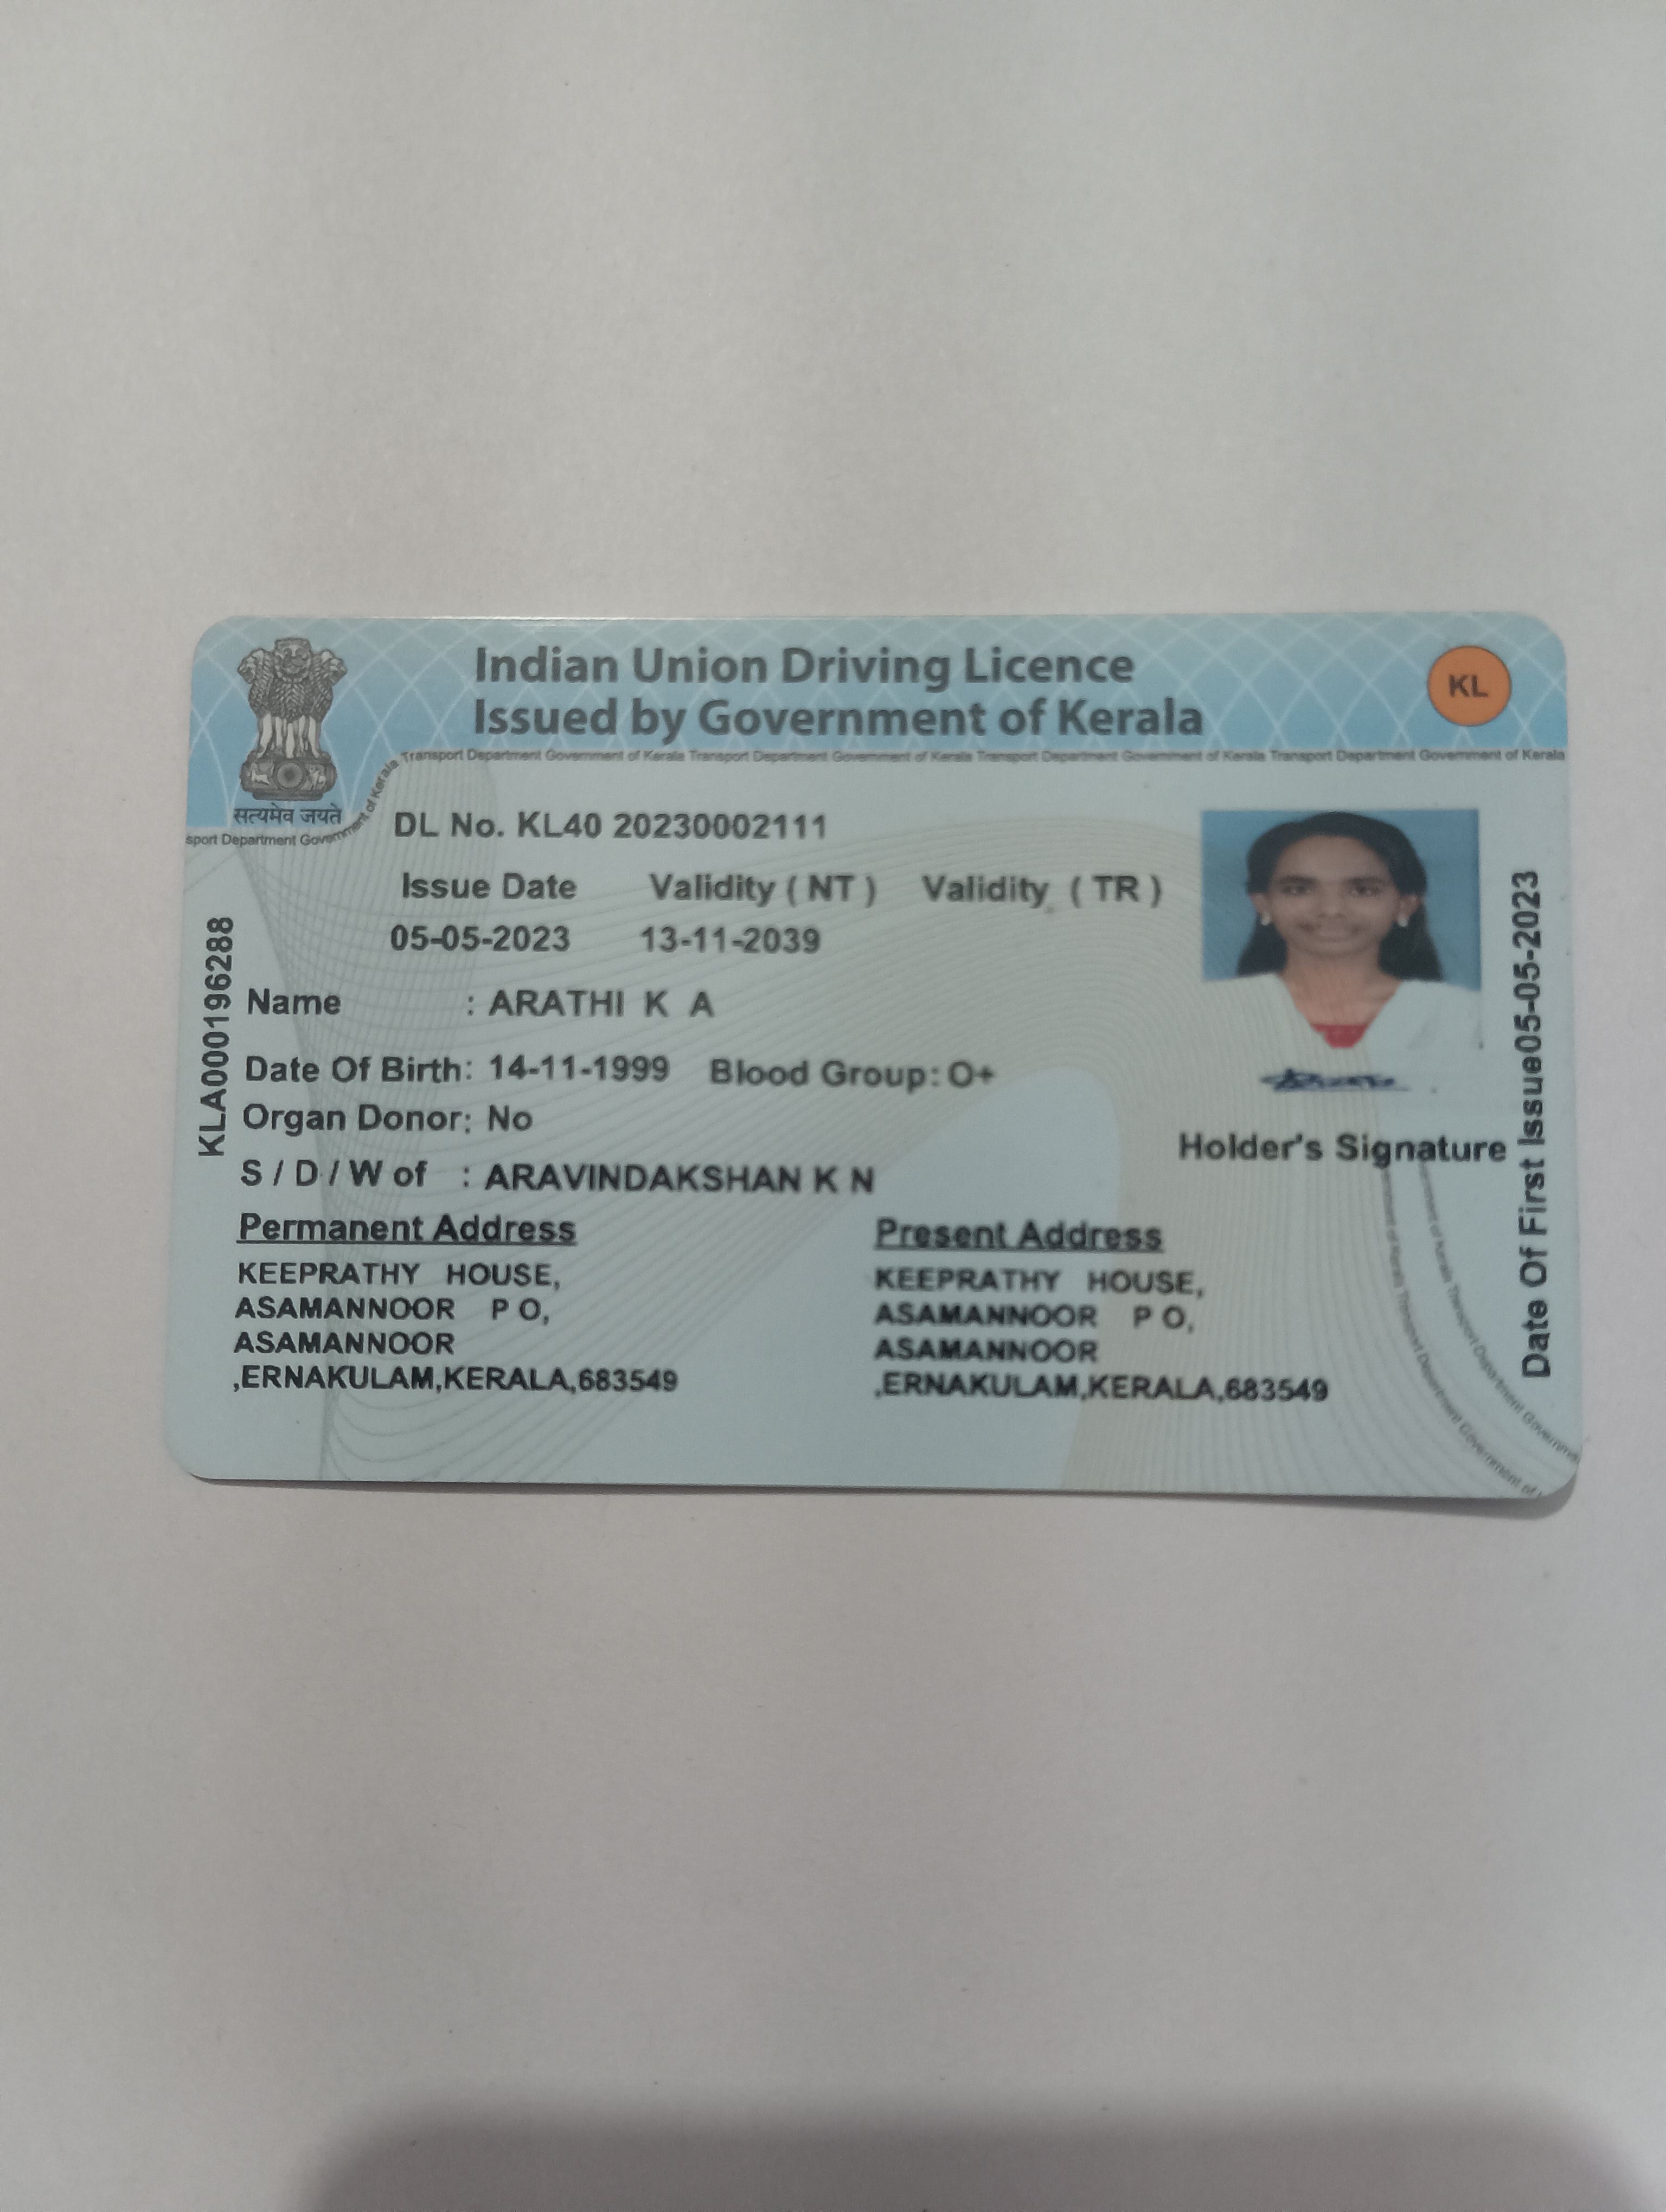 Indian Union Driving Licence
Issued by Government of Kerala
KL
Transport Department Government of Kerala Transport Department Government of Kerala Transport Department Government of Kerala Transport Department Government of Kerala
सत्यमेव जयते
sport Department Government of Kerala
DL No. KL40 20230002111
Issue Date Validity ( NT ) Validity ( TR )
05-05-2023 13-11-2039
KLA000196288
Name : ARATHI K A
Date Of Birth: 14-11-1999 Blood Group: O+
Organ Donor: No
Holder's Signature
S / D / W of : ARAVINDAKSHAN K N
Date Of First Issue05-05-2023
Permanent Address
KEEPRATHY HOUSE,
ASAMANNOOR P O,
ASAMANNOOR
,ERNAKULAM,KERALA,683549
Present Address
KEEPRATHY HOUSE,
ASAMANNOOR P O,
ASAMANNOOR
,ERNAKULAM,KERALA,683549